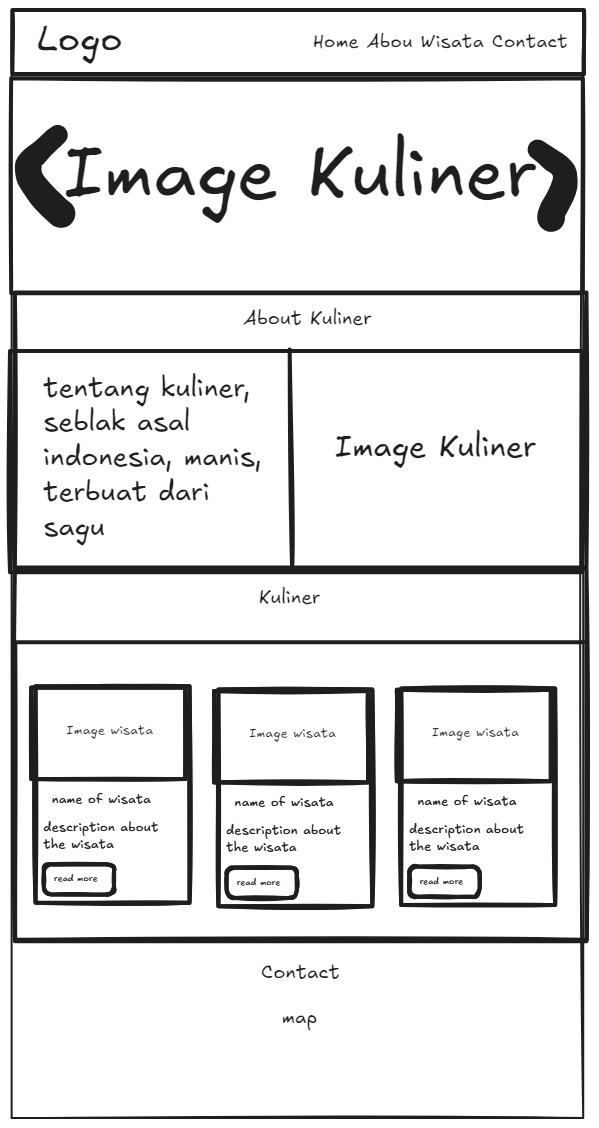 Logo
Home Abou Wisata Contact
Image Kuliner
About Kuliner
tentang kuliner,
seblak asal
indonesia, manis,
terbuat dari
sagu
Image Kuliner
Kuliner
Image wisata
name of wisata
description about
the wisata
read more
Image wisata
name of wisata
description about
the wisata
read more
Image wisata
name of wisata
description about
the wisata
read more
Contact
map